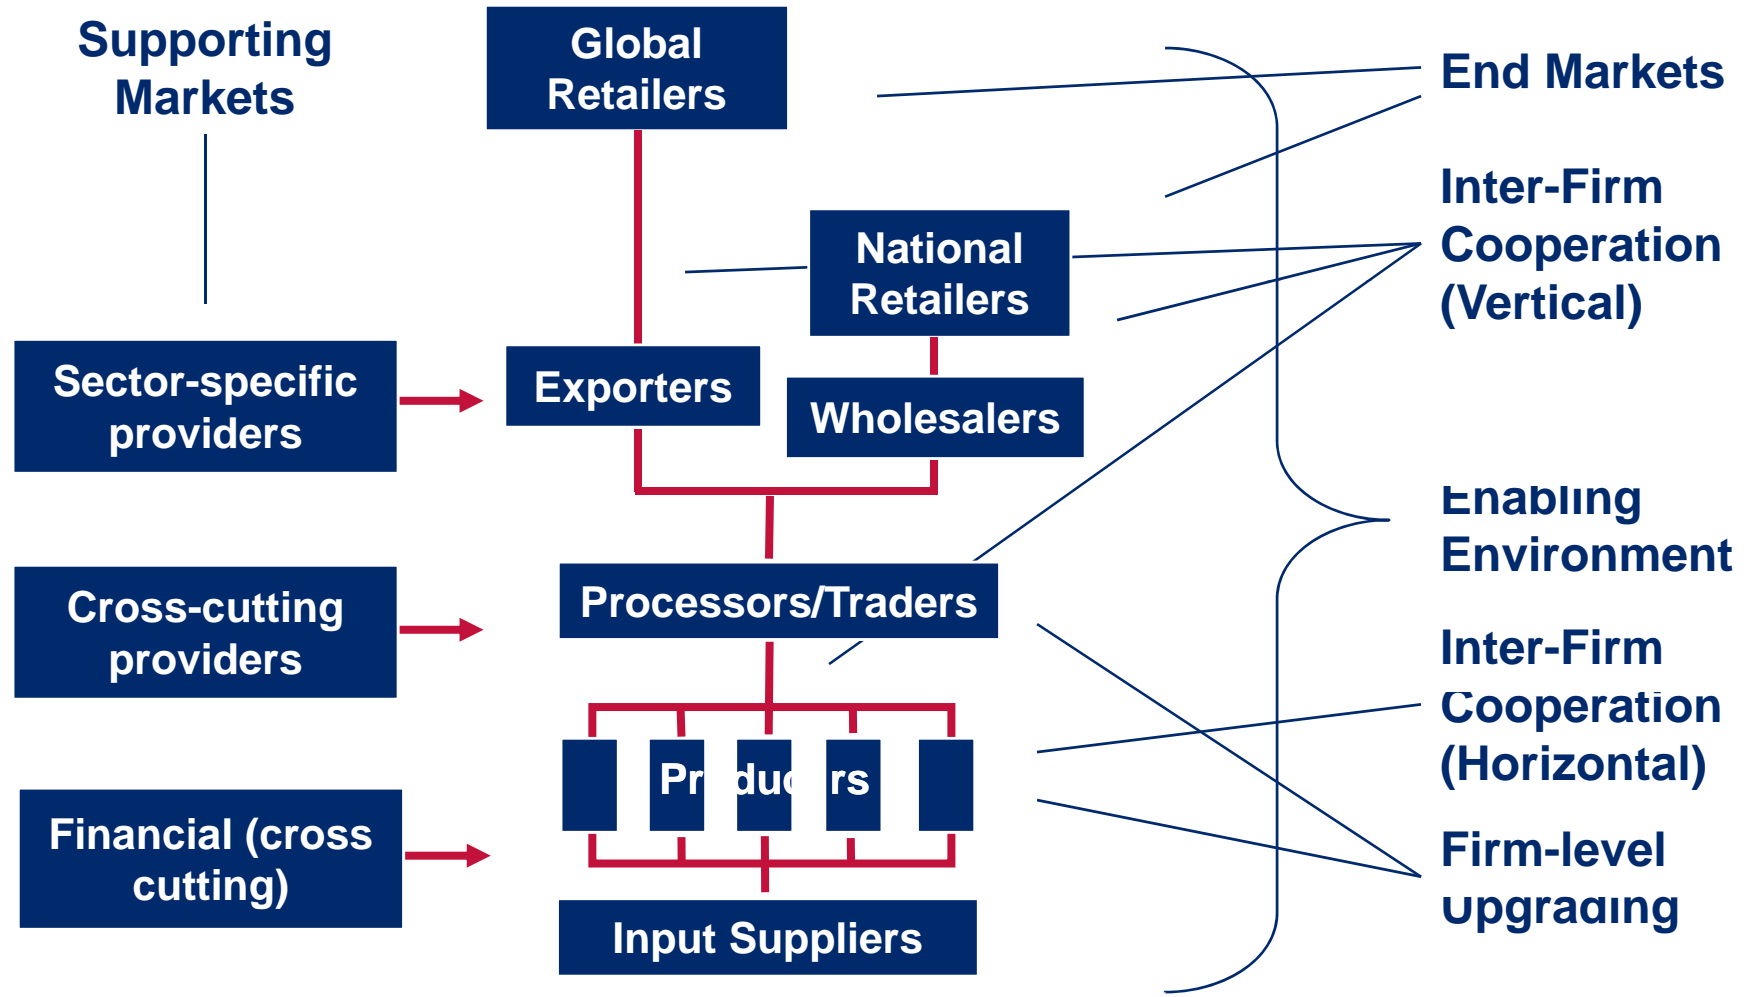 Supporting
Markets
Global
Retailers
End Markets
Inter-Firm
Cooperation
(Vertical)
National
Retailers
Sector-specific
providers
Exporters
Wholesalers
Enabling
Environment
Cross-cutting
providers
Processors/Traders
Inter-Firm
Cooperation
(Horizontal)
Producers
Financial (cross
cutting)
Firm-level
Upgrading
Input Suppliers